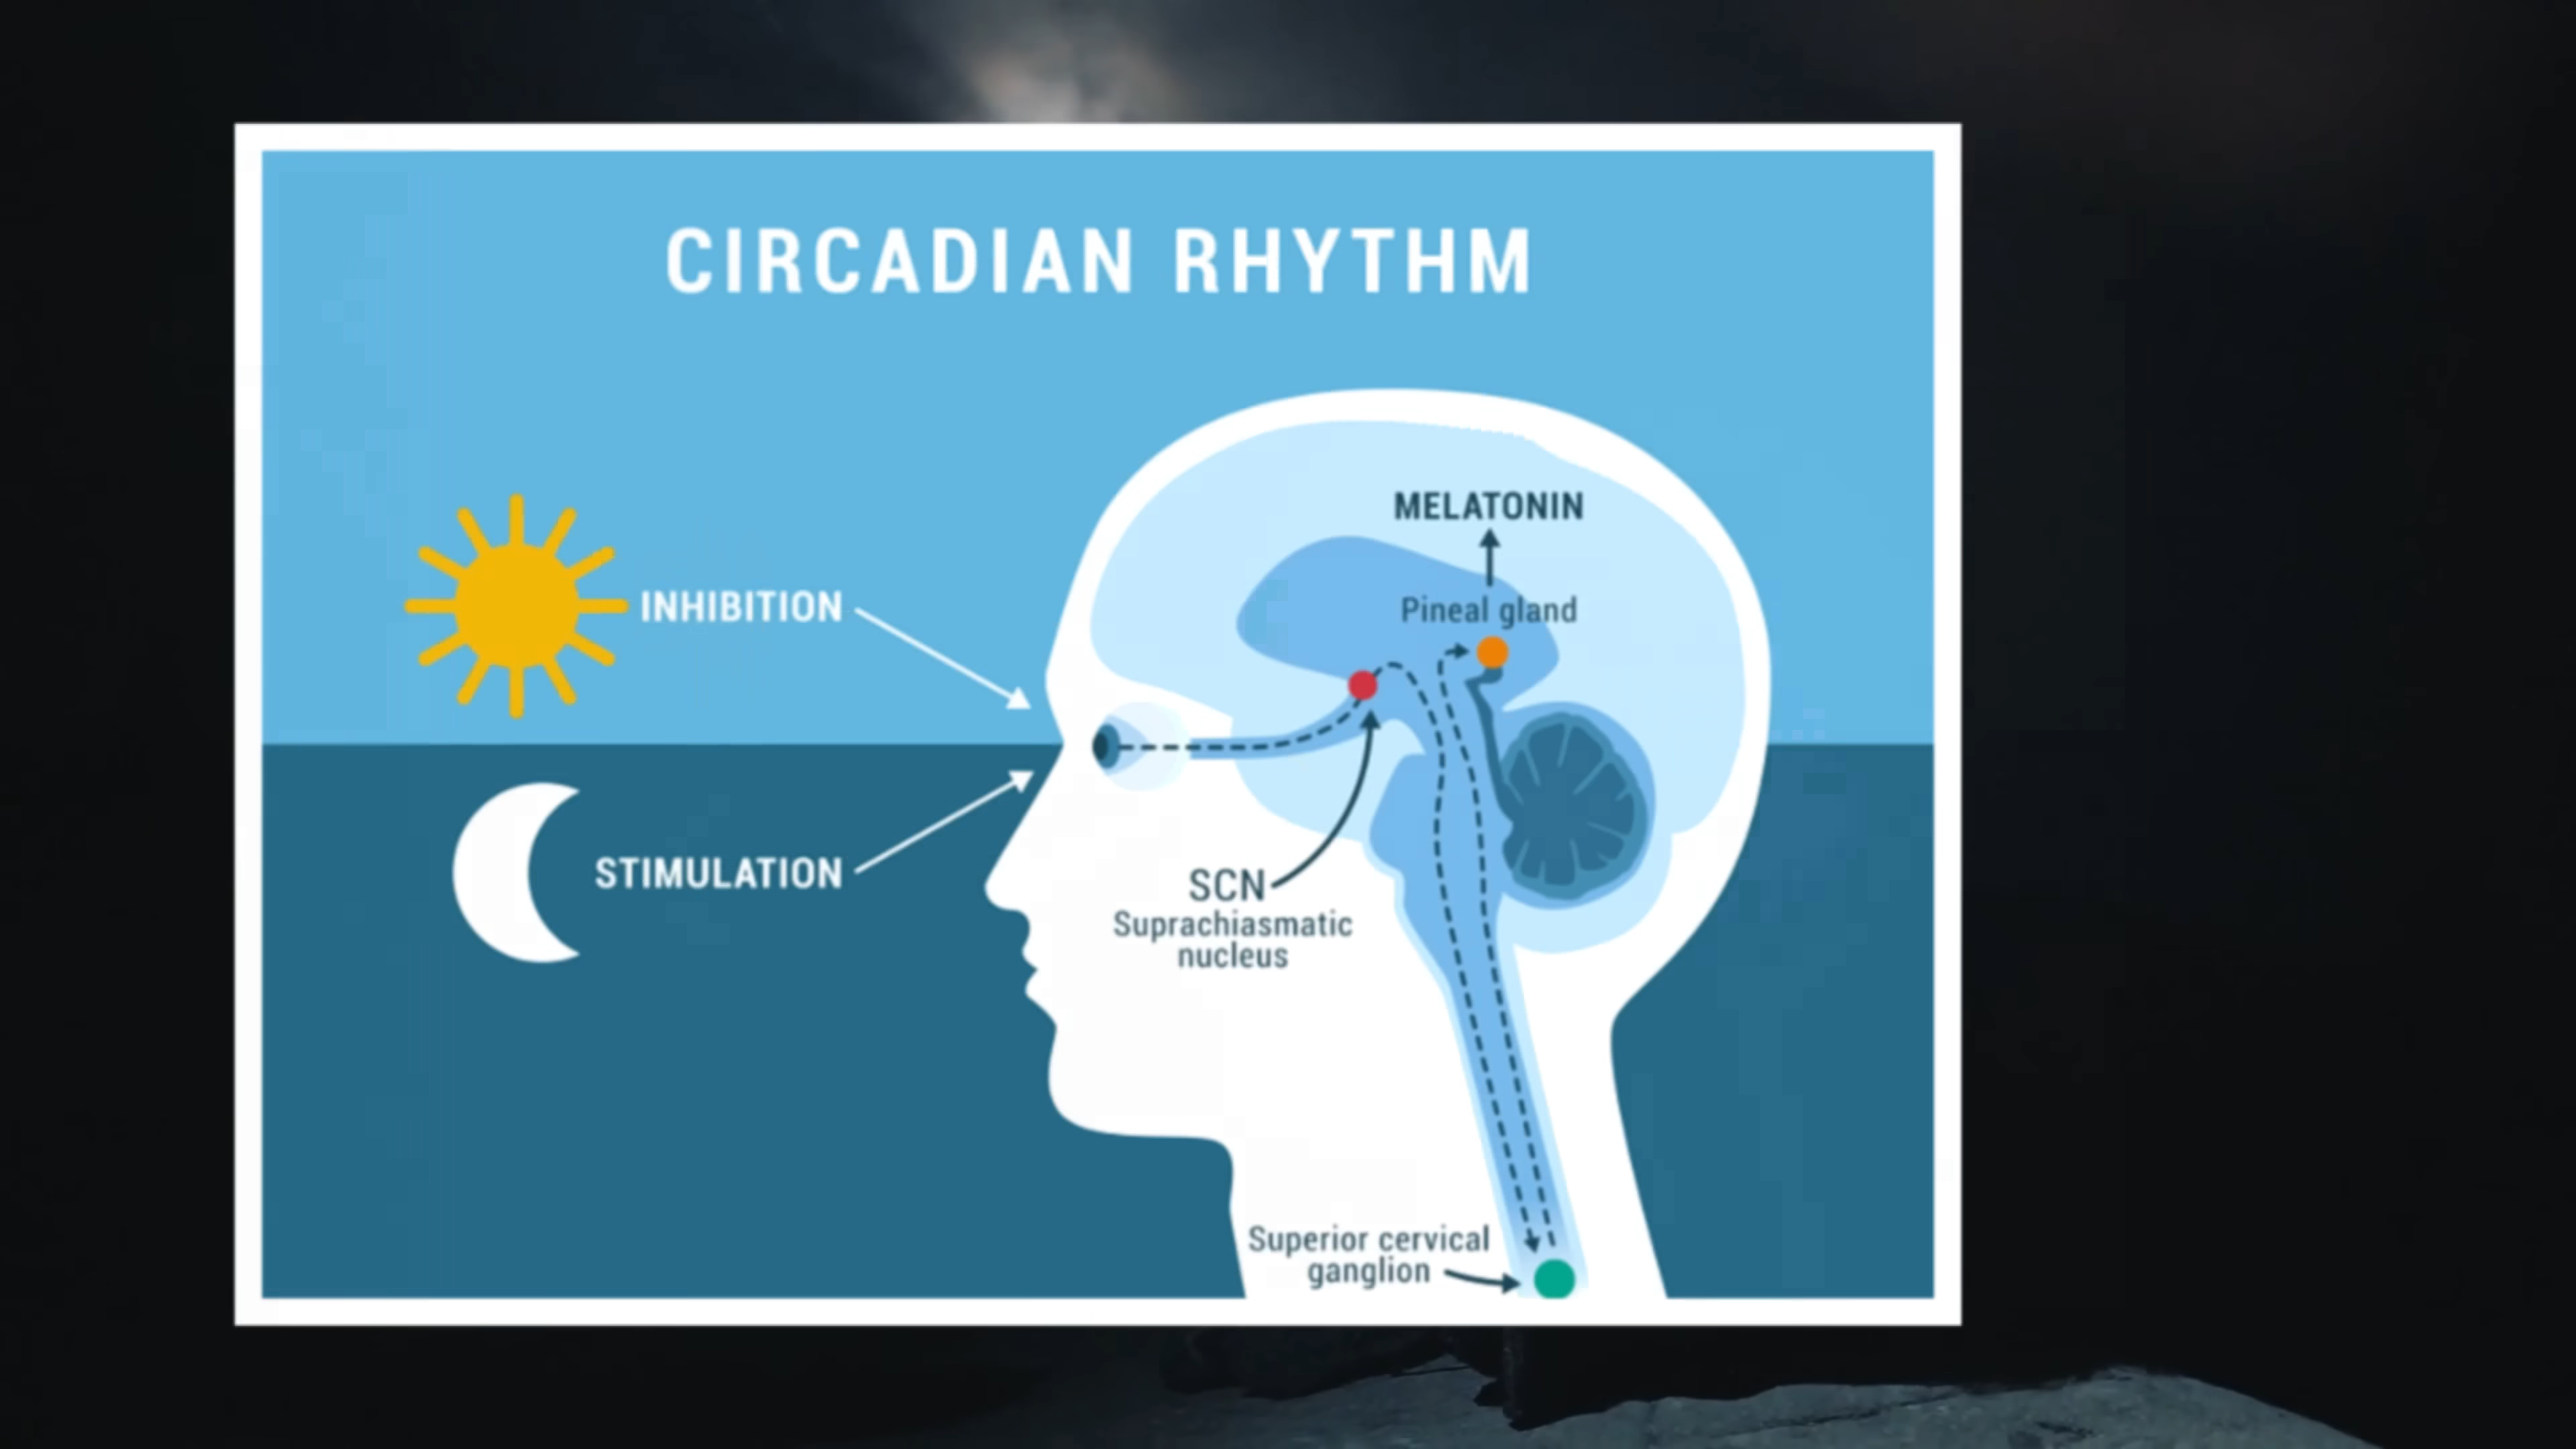 CIRCADIAN RHYTHM
MELATONIN
Pineal gland
INHIBITION
STIMULATION
SCN
Suprachiasmatic
nucleus
Superior cervical
ganglion